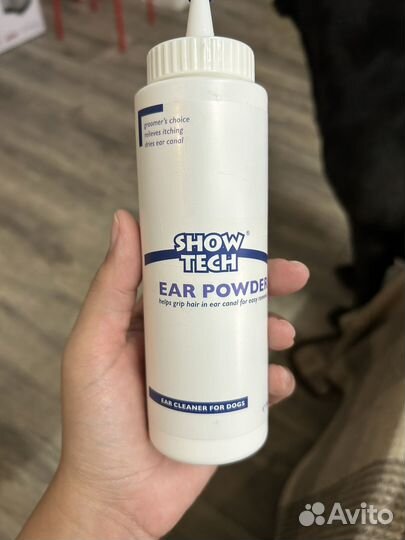 groomer's choice
relieves itching
dries ear canal
SHOW®
TECH
EAR POWDER
helps grip hair in ear canal for easy
EAR CLEANER FOR DOGS
Avito